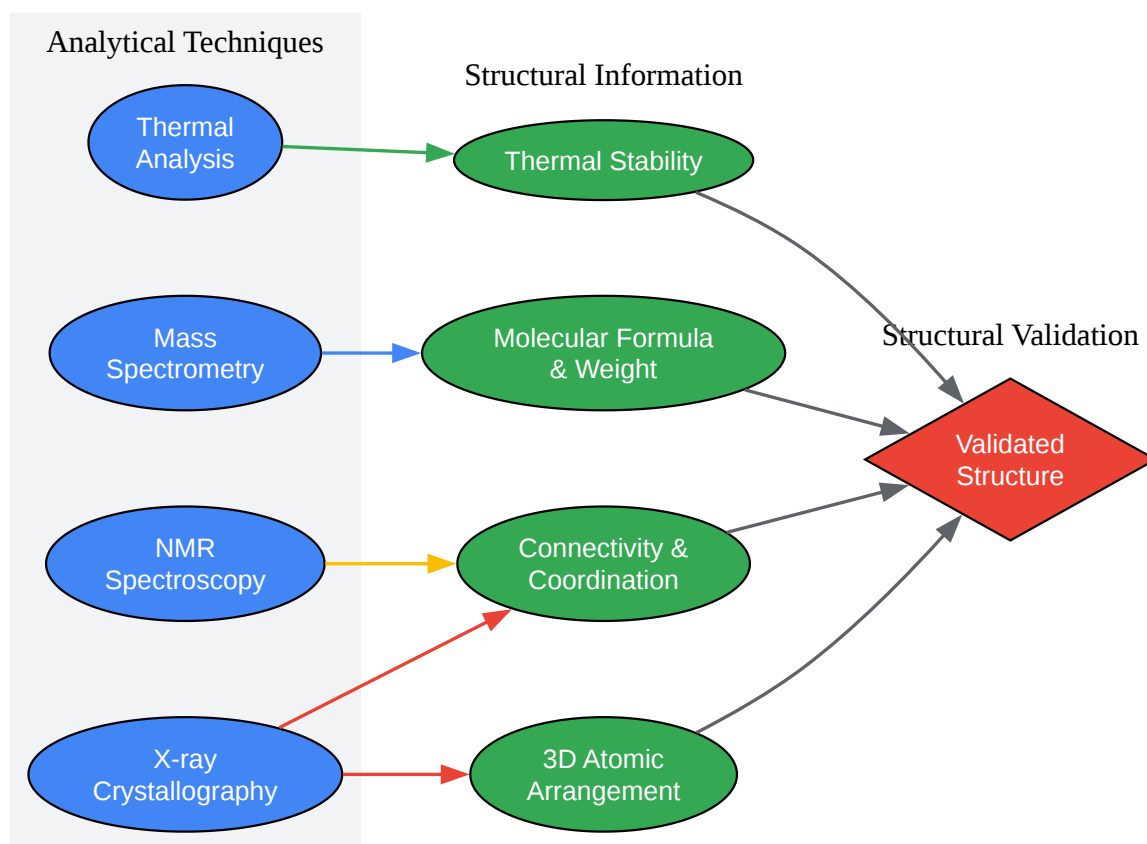 Analytical Techniques
Structural Information
Structural Validation
Thermal
Analysis
Thermal Stability
Mass
Spectrometry
Molecular Formula
& Weight
Validated
Structure
NMR
Spectroscopy
Connectivity &
Coordination
X-ray
Crystallography
3D Atomic
Arrangement